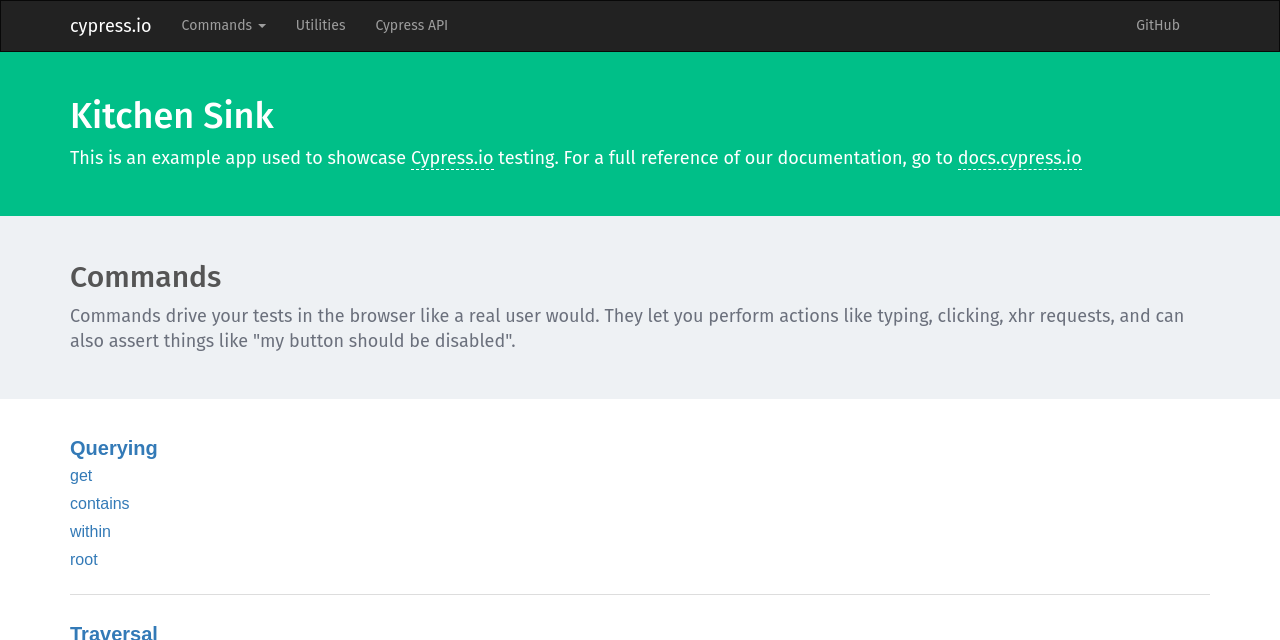 cypress.io Commands Utilities Cypress API GitHub
Kitchen Sink
This is an example app used to showcase Cypress.io testing. For a full reference of our documentation, go to docs.cypress.io
Commands
Commands drive your tests in the browser like a real user would. They let you perform actions like typing, clicking, xhr requests, and can
also assert things like "my button should be disabled".
Querying
get
contains
within
root
Traversal